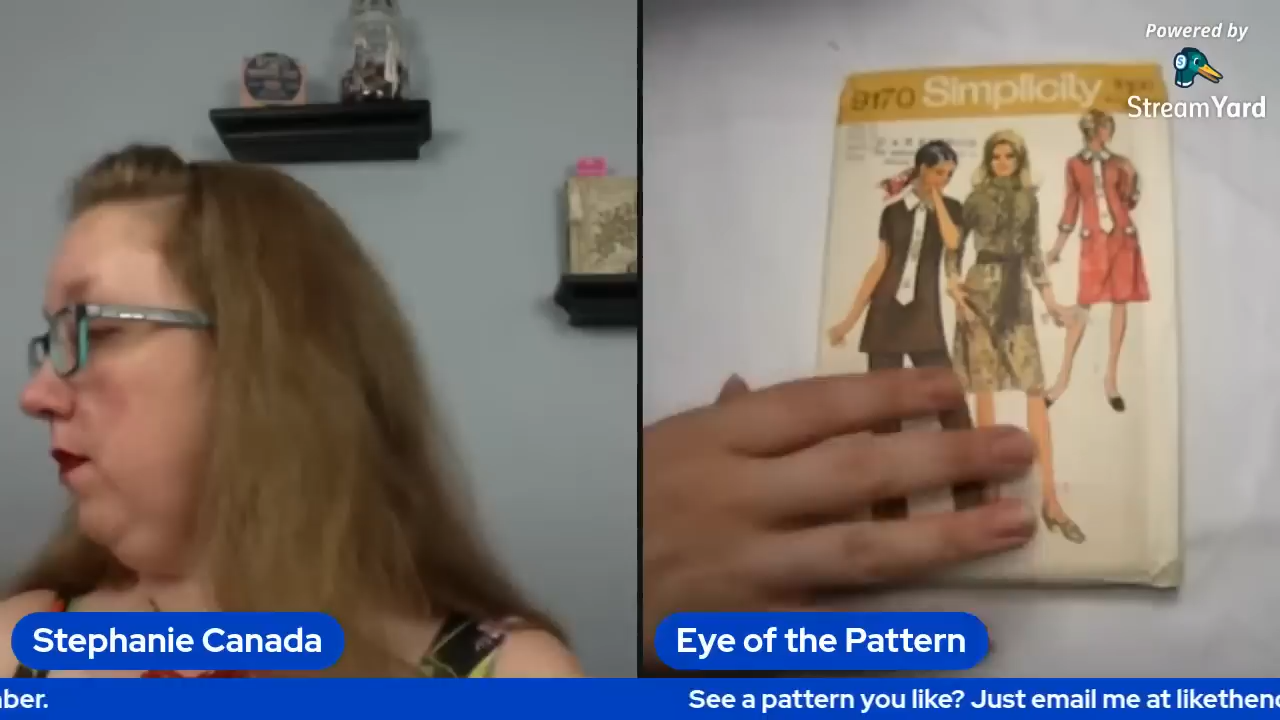 Powered by
StreamYard
9170 Simplicity
Stephanie Canada
Eye of the Pattern
nber.
See a pattern you like? Just email me at likethenc